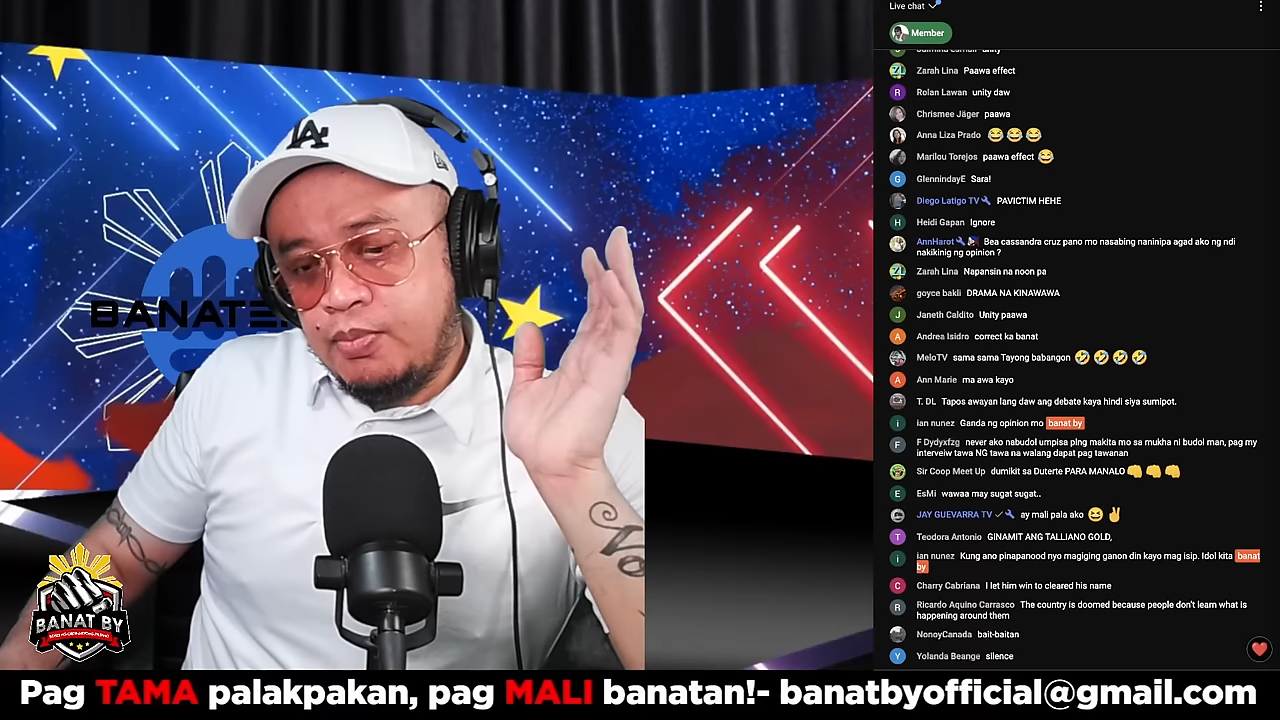 Live chat
Member
Zarah Lina Paawa effect
R Rolan Lawan unity daw
Chrismee Jäger paawa
Anna Liza Prado 😂😂😂
Marilou Torejos paawa effect 😂
G GlennindayE Sara!
Diego Latigo TV PAVICTIM HEHE
H Heidi Gapan Ignore
AnnHarot Bea cassandra cruz pano mo nasabing naninipa agad ako ng ndi
nakikinig ng opinion ?
Zarah Lina Napansin na noon pa
goyce bakli DRAMA NA KINAWAWA
J Janeth Caldito Unity paawa
A Andrea Isidro correct ka banat
MeloTV sama sama Tayong babangon 🤣🤣🤣🤣
A Ann Marie ma awa kayo
T. DL Tapos awayan lang daw ang debate kaya hindi siya sumipot.
i ian nunez Ganda ng opinion mo banat by
F F Dydyxfzg never ako nabudol umpisa plng makita mo sa mukha ni budol man, pag my
interveiw tawa NG tawa na walang dapat pag tawanan
Sir Coop Meet Up dumikit sa Duterte PARA MANALO 👊👊👊
E EsMi wawaa may sugat sugat..
JAY GUEVARRA TV ay mali pala ako 😆✌
T Teodora Antonio GINAMIT ANG TALLIANO GOLD,
i ian nunez Kung ano pinapanood nyo magiging ganon din kayo mag isip. Idol kita banat
by
C Charry Cabriana I let him win to cleared his name
R Ricardo Aquino Carrasco The country is doomed because people don't learn what is
happening around them
NonoyCanada bait-baitan
Y Yolanda Beange silence
LA
BANATE
BANAT BY
Pag TAMA palakpakan, pag MALI banatan!- banatbyofficial@gmail.com